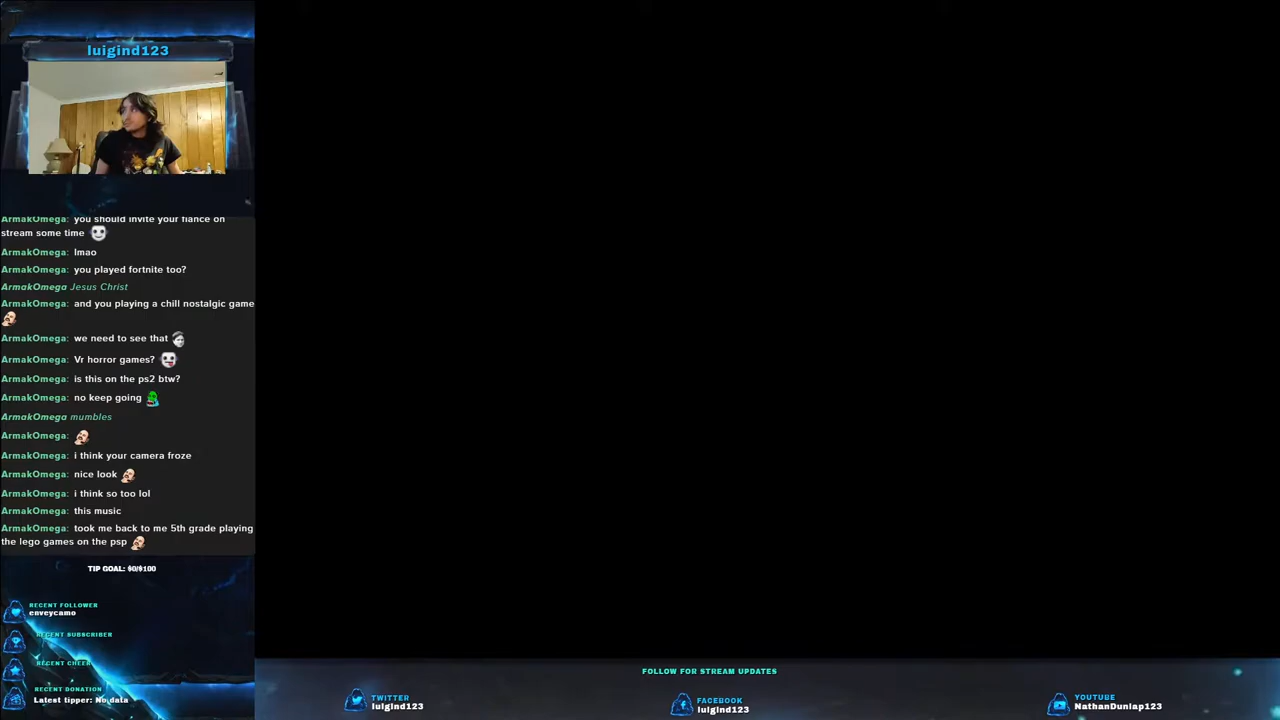 luigind123
ArmakOmega: you should invite your fiance on
stream some time
ArmakOmega: lmao
ArmakOmega: you played fortnite too?
ArmakOmega Jesus Christ
ArmakOmega: and you playing a chill nostalgic game
ArmakOmega: we need to see that
ArmakOmega: Vr horror games?
ArmakOmega: is this on the ps2 btw?
ArmakOmega: no keep going
ArmakOmega mumbles
ArmakOmega:
ArmakOmega: i think your camera froze
ArmakOmega: nice look
ArmakOmega: i think so too lol
ArmakOmega: this music
ArmakOmega: took me back to me 5th grade playing
the lego games on the psp
TIP GOAL: $0/$100
RECENT FOLLOWER
enveycamo
RECENT SUBSCRIBER
RECENT CHEER
RECENT DONATION
Latest tipper: No data
FOLLOW FOR STREAM UPDATES
TWITTER
luigind123
FACEBOOK
luigind123
YOUTUBE
NathanDunlap123